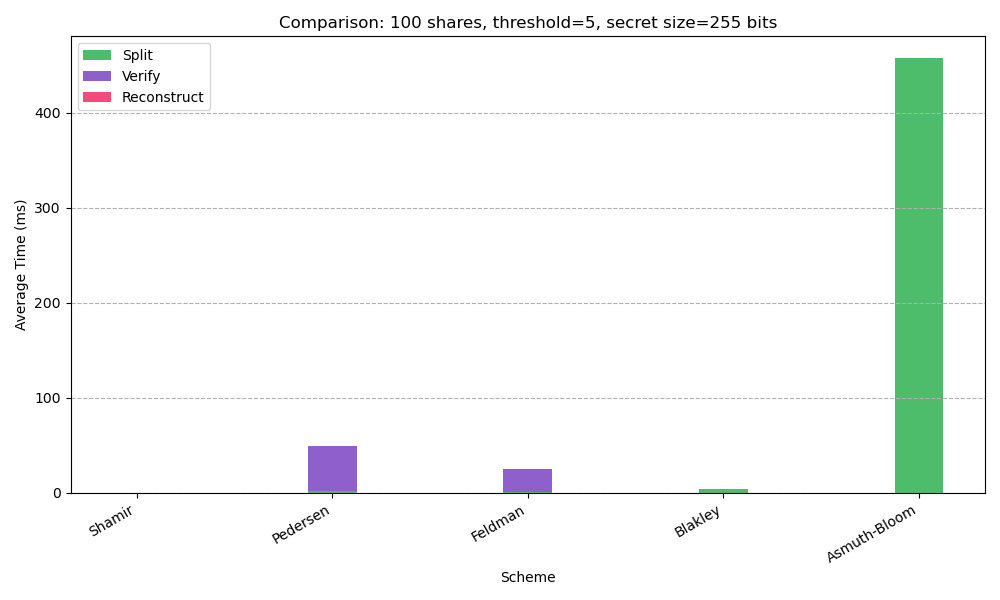 Comparison: 100 shares, threshold=5, secret size=255 bits
Split
Verify
Reconstruct
400
300
200
100
0
Average Time (ms)
Shamir
Pedersen
Feldman
Blakley
Asmuth-Bloom
Scheme